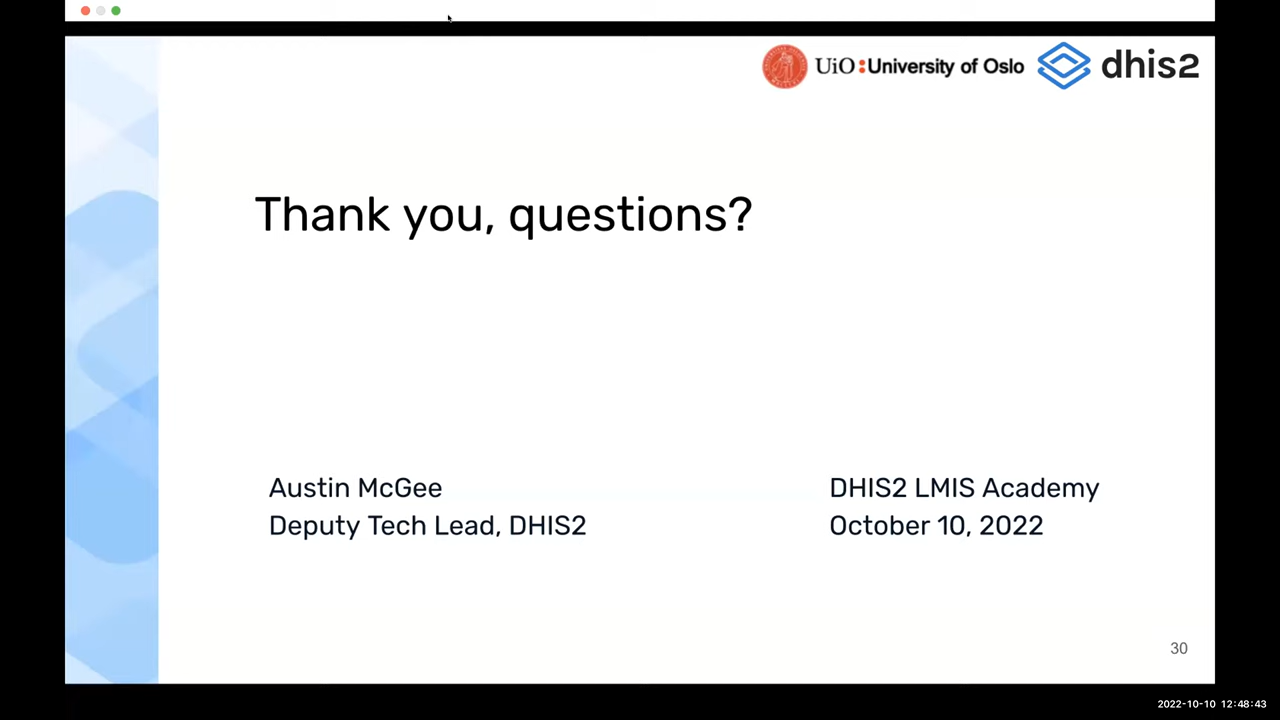 UiO:University of Oslo
dhis2
Thank you, questions?
Austin McGee
Deputy Tech Lead, DHIS2
DHIS2 LMIS Academy
October 10, 2022
30
2022-10-10 12:48:43